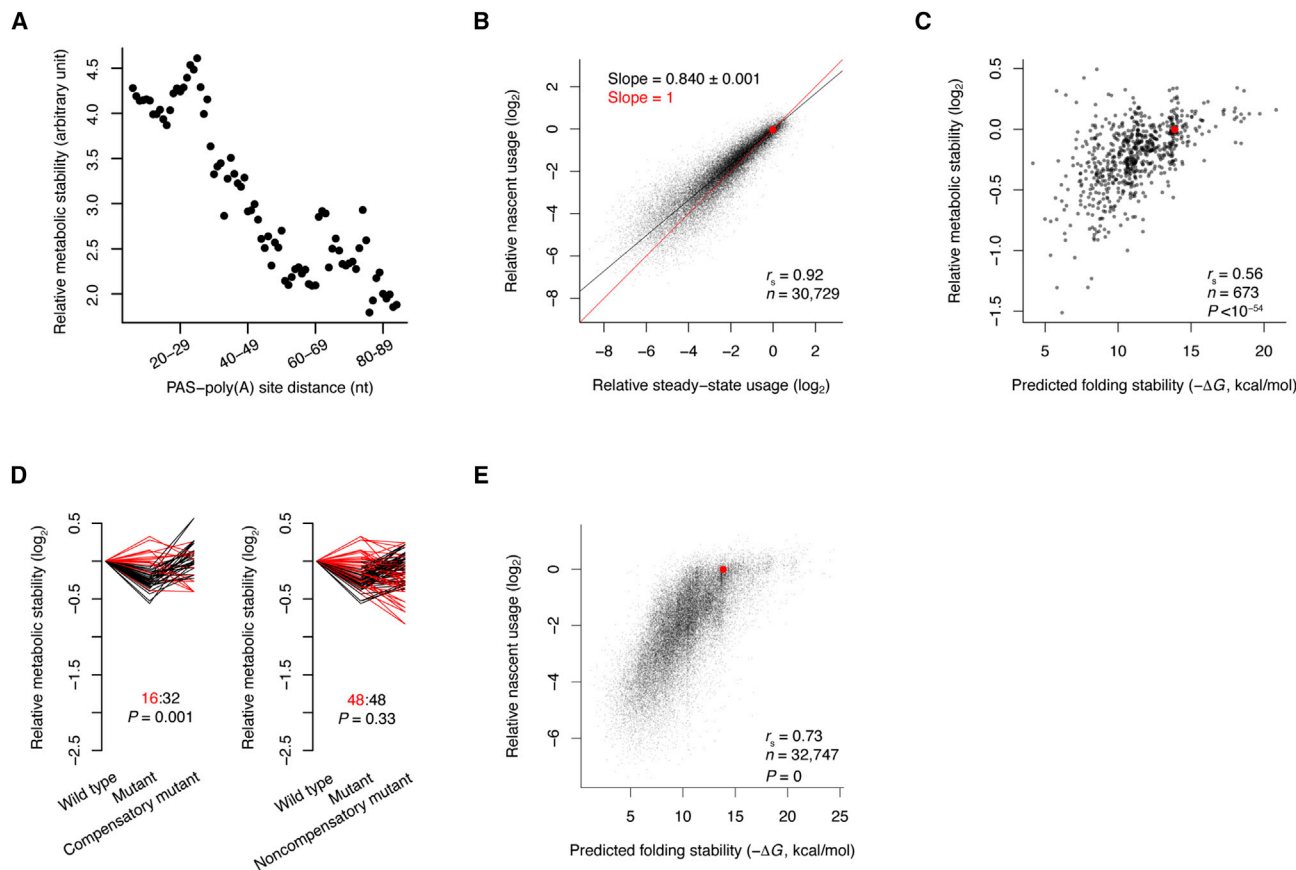 A
Relative metabolic stability (arbitrary unit)
4.5
4.0
3.5
3.0
2.5
2.0
20−29
40−49
60−69
80−89
PAS−poly(A) site distance (nt)
B
Relative nascent usage (log2)
2
0
−2
−4
−6
−8
Slope = 0.840 ± 0.001
Slope = 1
rs = 0.92
n = 30,729
−8 −6 −4 −2 0 2
Relative steady−state usage (log2)
C
Relative metabolic stability (log2)
0.5
0.0
−0.5
−1.0
−1.5
rs = 0.56
n = 673
P <10−54
5 10 15 20
Predicted folding stability (−ΔG, kcal/mol)
D
Relative metabolic stability (log2)
0.5
−0.5
−1.5
−2.5
16:32
P = 0.001
Wild type
Mutant
Compensatory mutant
Relative metabolic stability (log2)
0.5
−0.5
−1.5
−2.5
48:48
P = 0.33
Wild type
Mutant
Noncompensatory mutant
E
Relative nascent usage (log2)
0
−2
−4
−6
rs = 0.73
n = 32,747
P = 0
5 10 15 20 25
Predicted folding stability (−ΔG, kcal/mol)